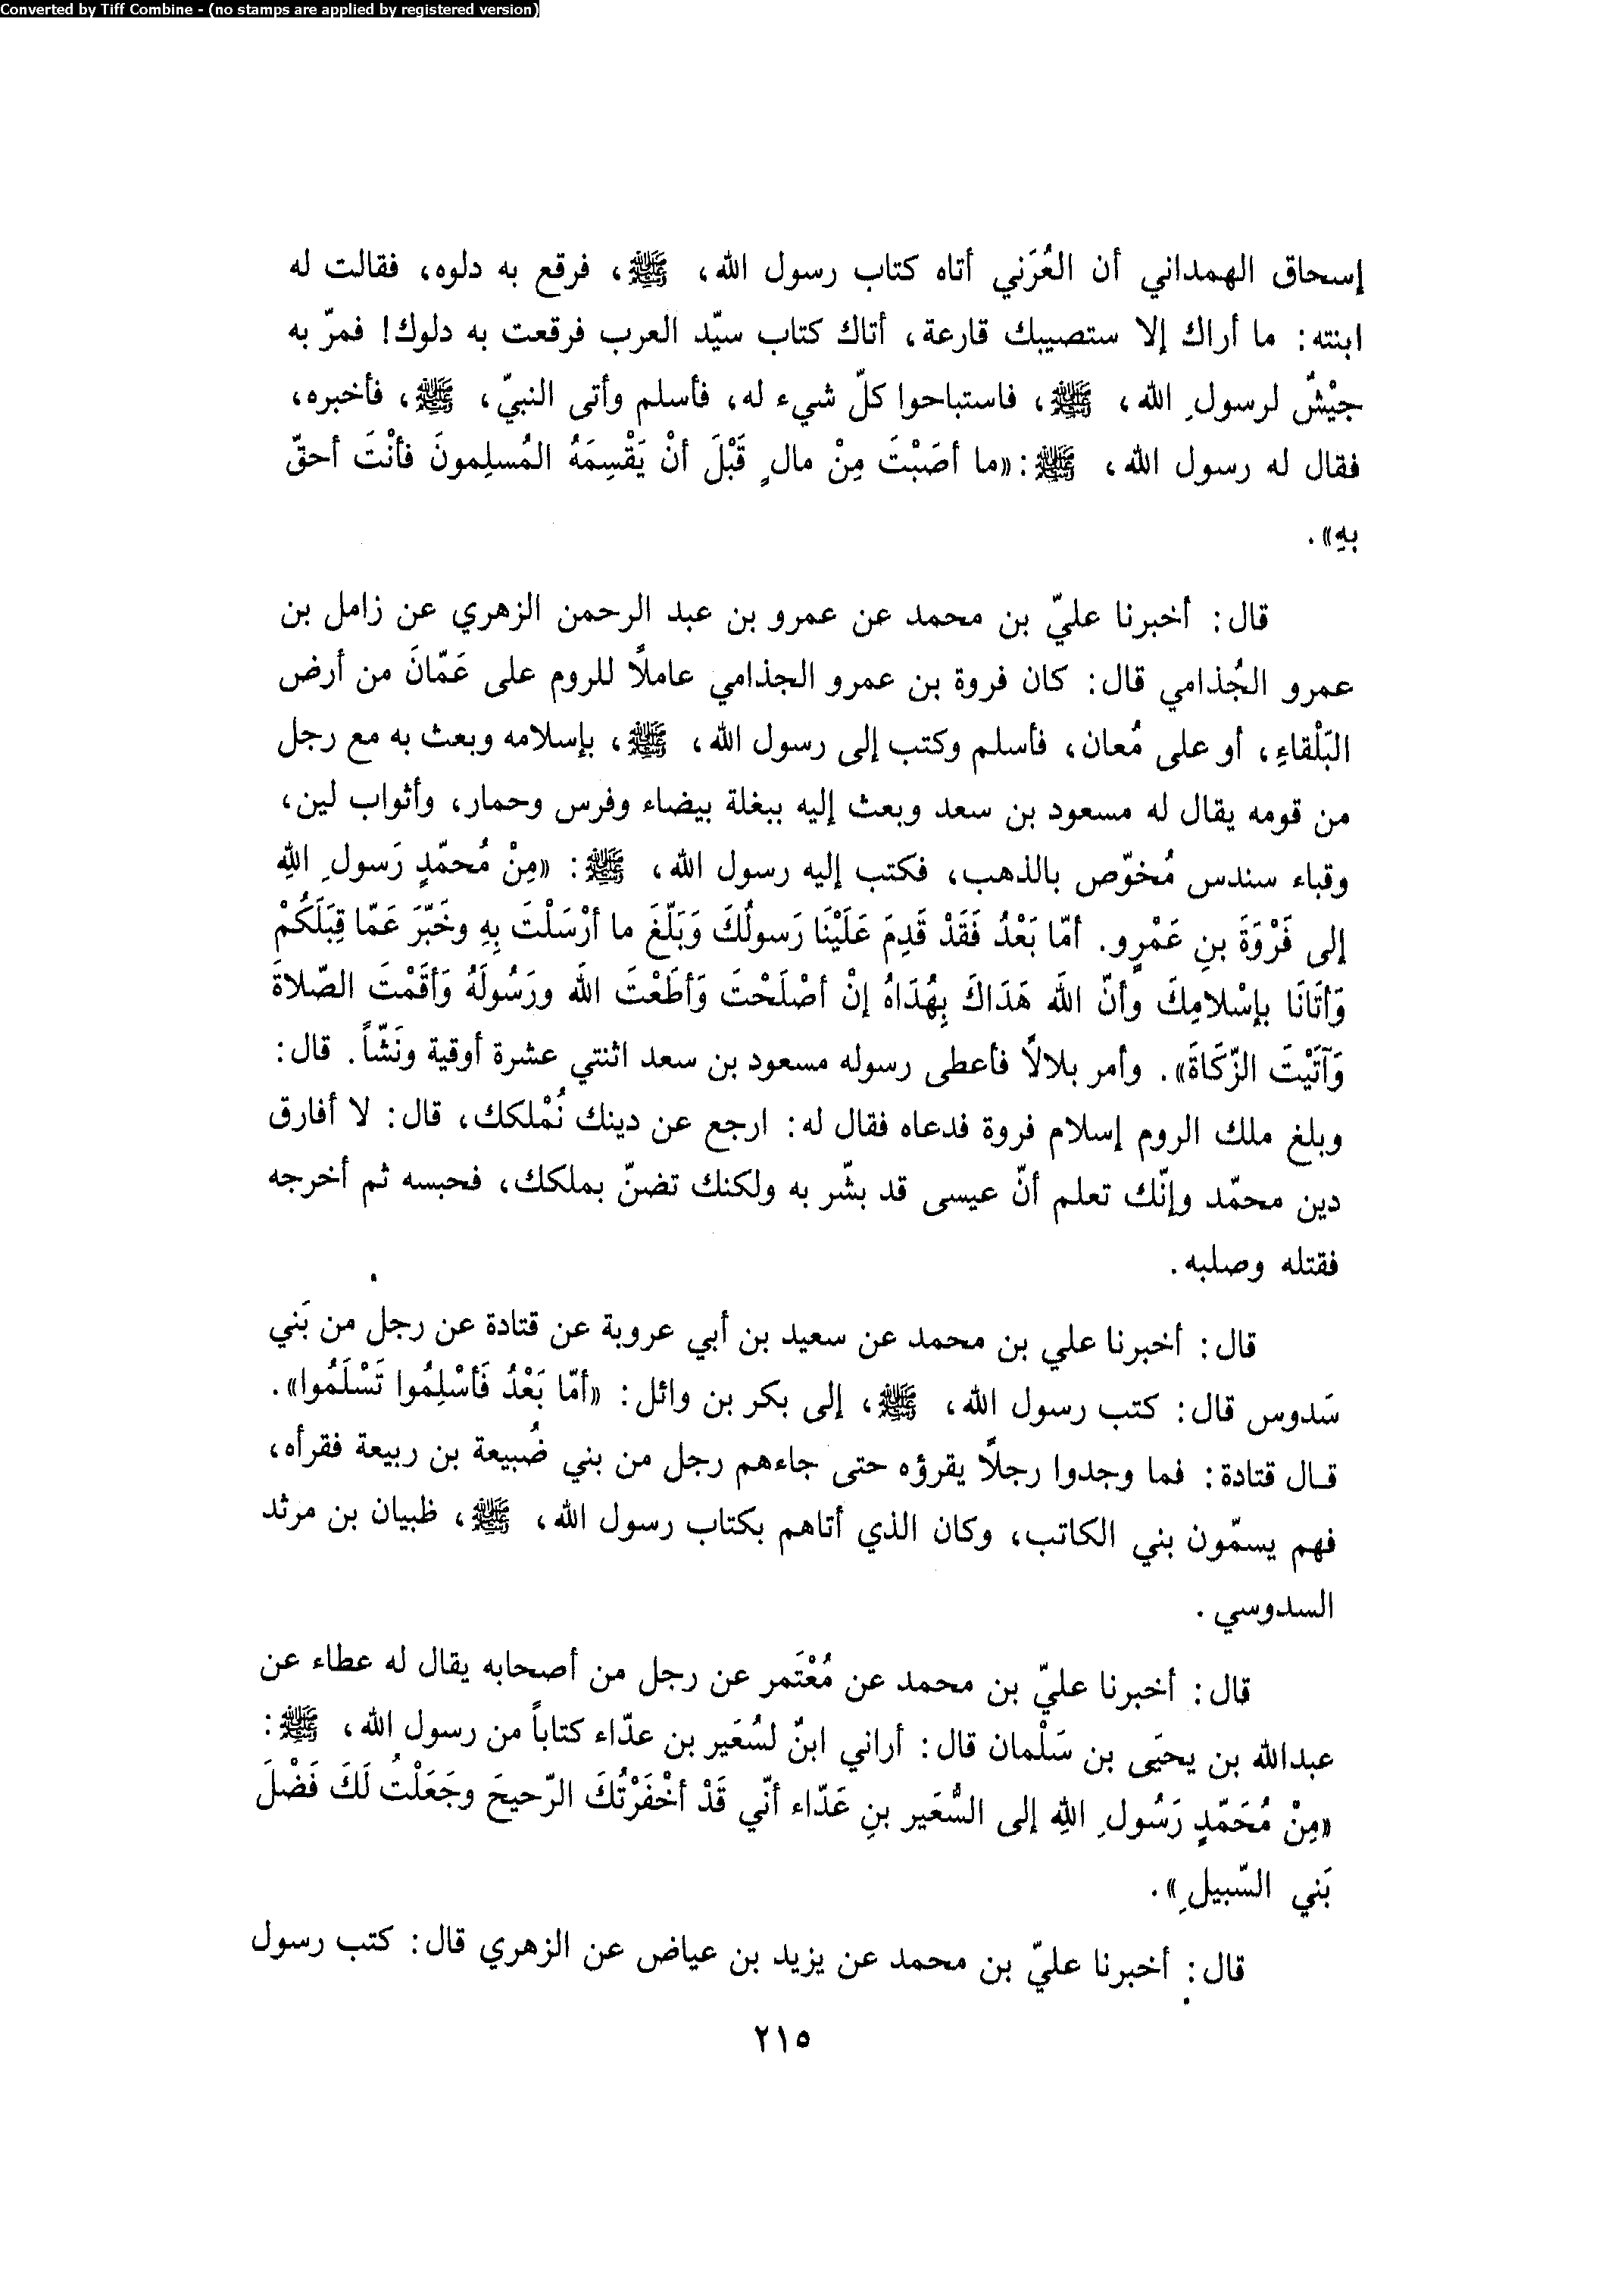 Converted by Tiff Combine - (no stamps are applied by registered version)
إسحاق الهمداني أن العُرَني أتاه كتاب رسول الله، ﷺ، فرقع به دلوه، فقالت له
ابنته: ما أراك إلا ستصيبك قارعة، أتاك كتاب سيّد العرب فرقعت به دلوك! فمرّ به
جيْشٌ لرسولِ الله، ﷺ، فاستباحوا كلّ شيء له، فأسلم وأتى النبيّ، ﷺ، فأخبره،
فقال له رسول الله، ﷺ: «ما أصَبْتَ مِنْ مالٍ قَبْلَ أنْ يَقْسِمَهُ المُسلِمونَ فأنْتَ أحقّ
بهِ».
قال: أخبرنا عليّ بن محمد عن عمرو بن عبد الرحمن الزهري عن زامل بن
عمرو الجُذامي قال: كان فروة بن عمرو الجذامي عاملًا للروم على عَمّانَ من أرض
البَلْقاءِ، أو على مُعان، فأسلم وكتب إلى رسول الله، ﷺ، بإسلامه وبعث به مع رجل
من قومه يقال له مسعود بن سعد وبعث إليه ببغلة بيضاء وفرس وحمار، وأثواب لين،
وقباء سندس مُخوّص بالذهب، فكتب إليه رسول الله، ﷺ: «مِنْ مُحمّدٍ رَسولِ اللهِ
إلى فَرْوَةَ بنِ عَمْرٍو. أمّا بَعْدُ فَقَدْ قَدِمَ عَلَيْنَا رَسولُكَ وَبَلّغَ ما أرْسَلْتَ بِهِ وخَبّرَ عَمّا قِبَلَكُمْ
وَأتَانَا بإسْلامِكَ وأنّ اللهَ هَدَاكَ بِهُدَاهُ إنْ أصْلَحْتَ وَأطَعْتَ اللهَ ورَسُولَهُ وَأقَمْتَ الصّلاةَ
وَآتَيْتَ الزّكَاةَ». وأمر بلالًا فأعطى رسوله مسعود بن سعد اثنتي عشرة أوقية ونَشّاً. قال:
وبلغ ملك الروم إسلام فروة فدعاه فقال له: ارجع عن دينك نُمْلكك، قال: لا أفارق
دين محمّد وإنّك تعلم أنّ عيسى قد بشّر به ولكنك تضنّ بملكك، فحبسه ثم أخرجه
فقتله وصلبه.
قال: أخبرنا علي بن محمد عن سعيد بن أبي عروبة عن قتادة عن رجل من بَني
سَدوس قال: كتب رسول الله، ﷺ، إلى بكر بن وائل: «أمّا بَعْدُ فَأسْلِمُوا تَسْلَمُوا».
قال قتادة: فما وجدوا رجلًا يقرؤه حتى جاءهم رجل من بني ضُبيعة بن ربيعة فقرأه،
فهم يسمّون بني الكاتب، وكان الذي أتاهم بكتاب رسول الله، ﷺ، ظبيان بن مرثد
السدوسي.
قال: أخبرنا عليّ بن محمد عن مُعْتَمر عن رجل من أصحابه يقال له عطاء عن
عبدالله بن يحيَى بن سَلْمان قال: أراني ابنٌ لسُعَير بن عدّاء كتاباً من رسول الله، ﷺ:
«مِنْ مُحَمّدٍ رَسُولِ اللهِ إلى السُّعَير بنِ عَدّاء أنّي قَدْ أخْفَرْتُكَ الرّحيحَ وجَعَلْتُ لَكَ فَضْلَ
بَني السّبيلِ».
قال: أخبرنا عليّ بن محمد عن يزيد بن عياض عن الزهري قال: كتب رسول
٢١٥